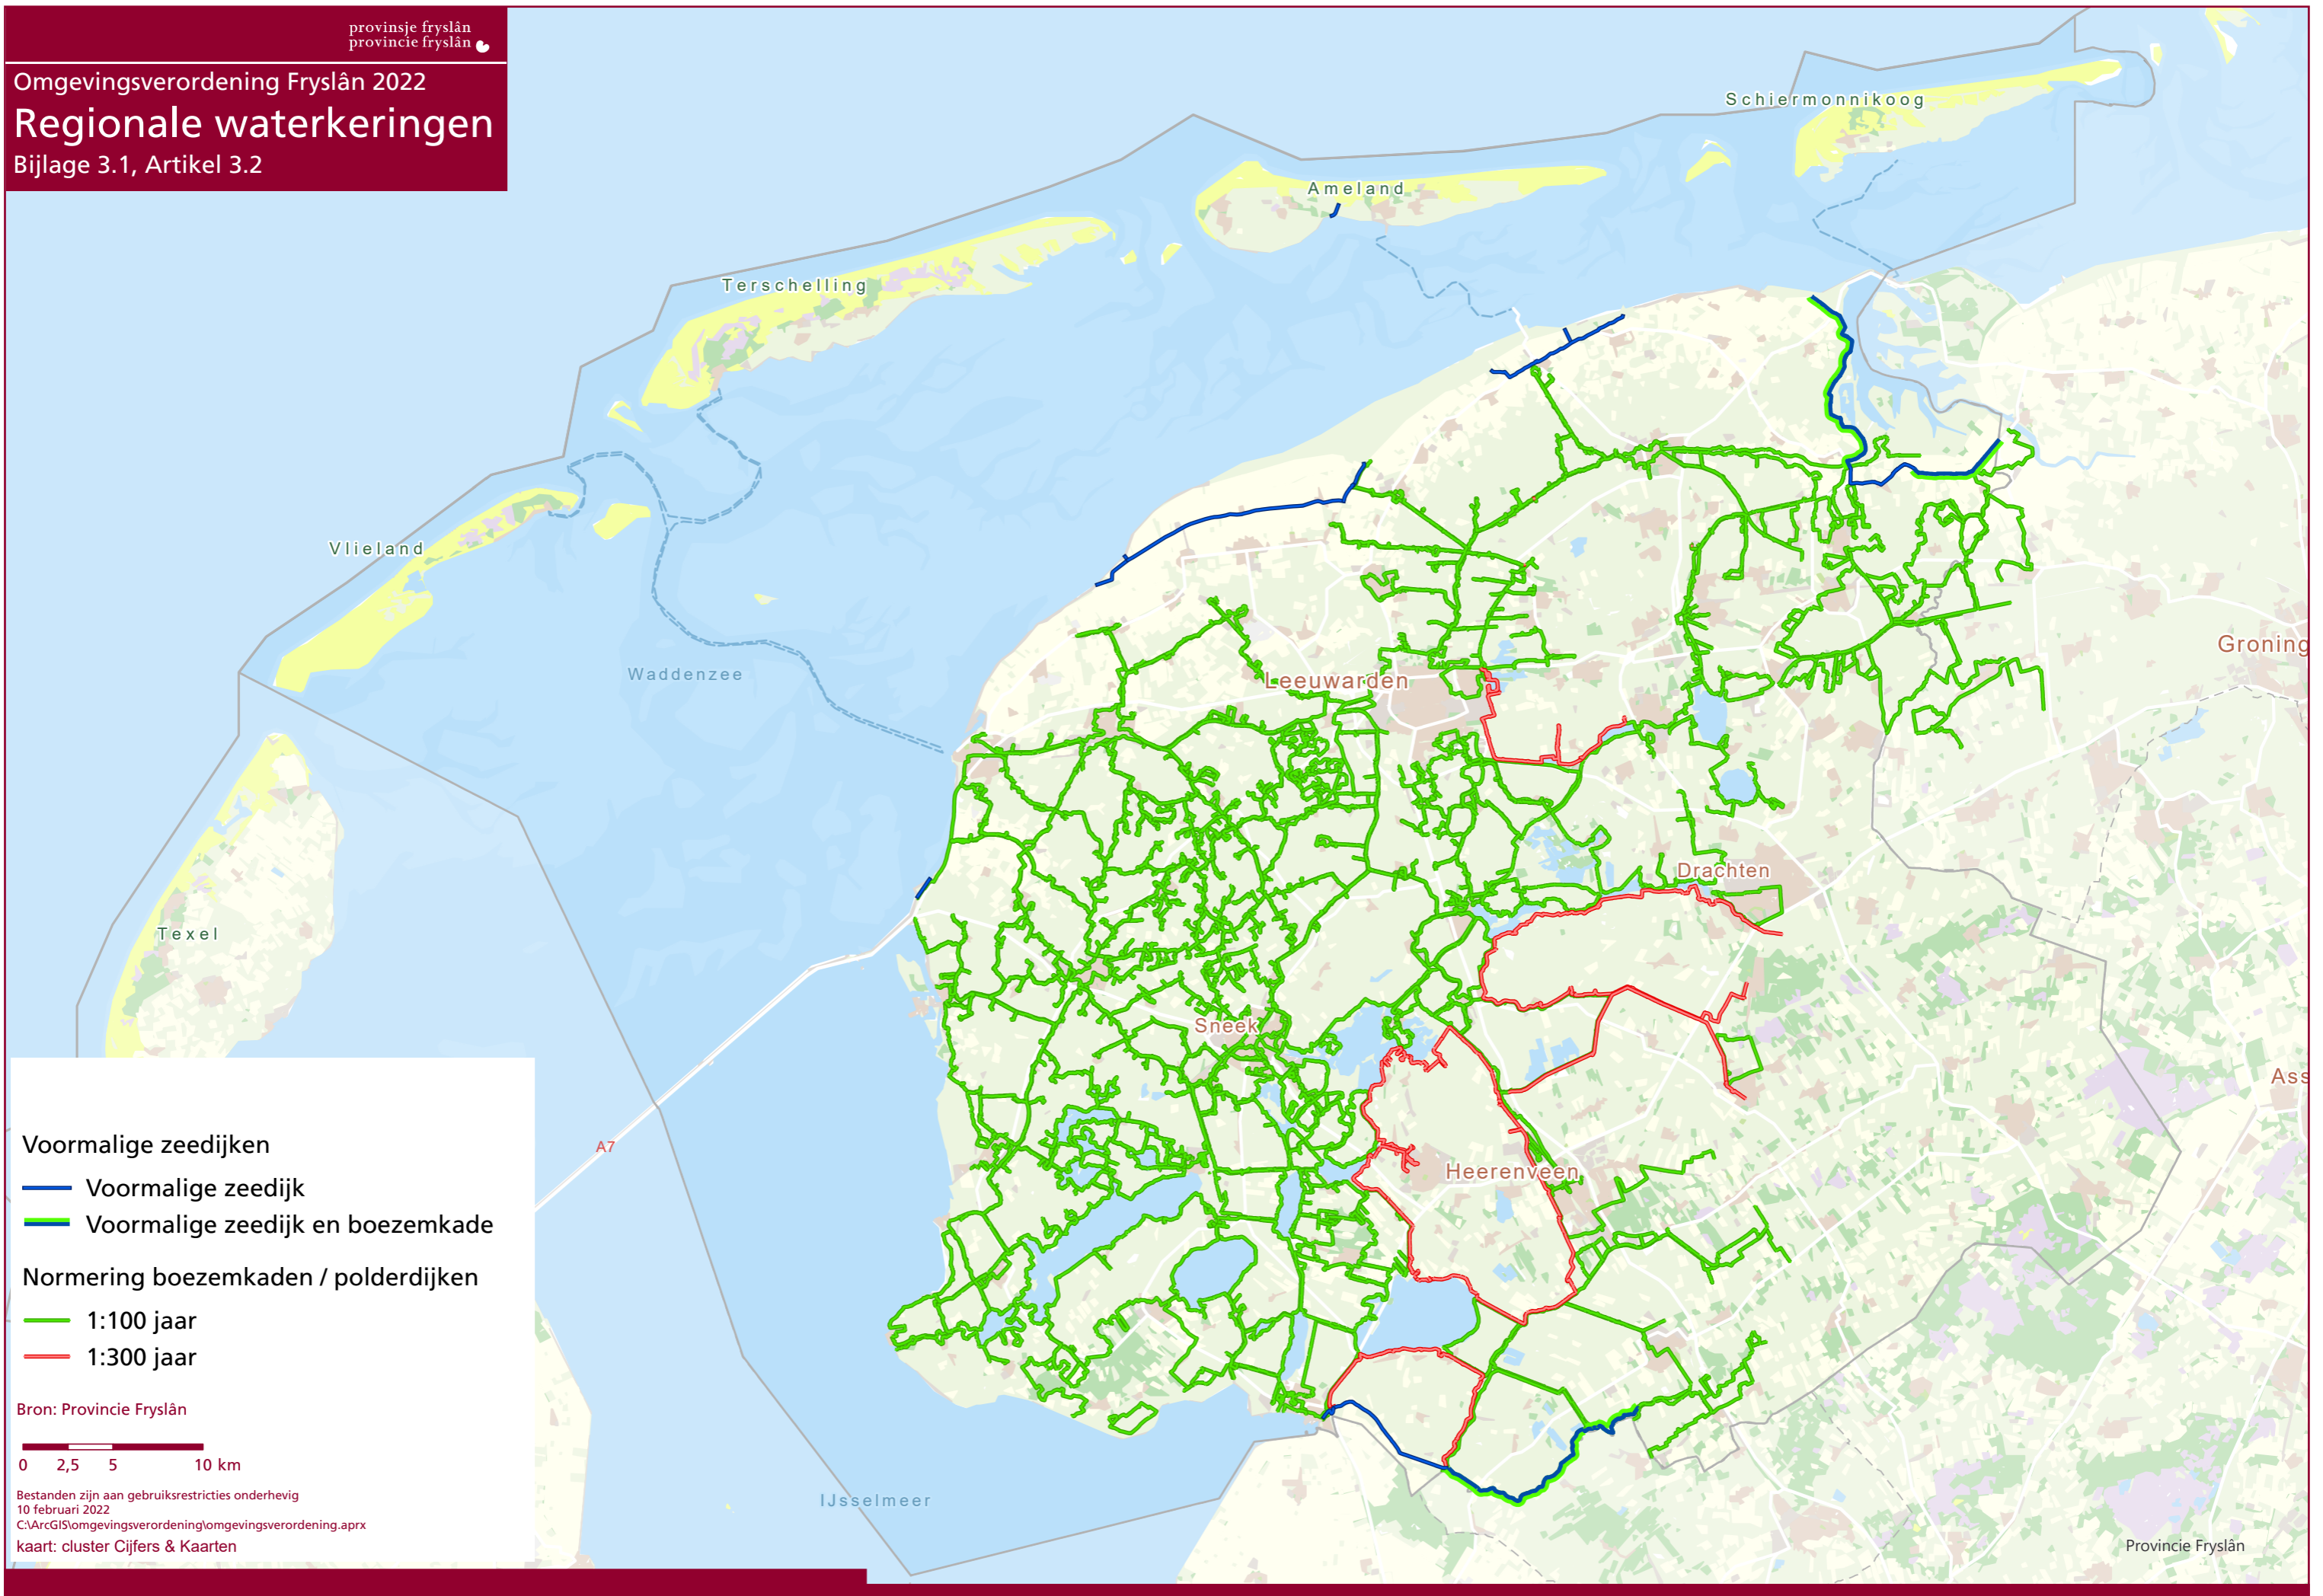 provinsje fryslân
provincie fryslân
Omgevingsverordening Fryslân 2022
Regionale waterkeringen
Bijlage 3.1, Artikel 3.2
Schiermonnikoog
Ameland
Terschelling
Vlieland
Waddenzee
Groning
Leeuwarden
Drachten
Texel
Sneek
Ass
A7
Heerenveen
IJsselmeer
Voormalige zeedijken
Voormalige zeedijk
Voormalige zeedijk en boezemkade
Normering boezemkaden / polderdijken
1:100 jaar
1:300 jaar
Bron: Provincie Fryslân
0 2,5 5 10 km
Bestanden zijn aan gebruiksrestricties onderhevig
10 februari 2022
C:\ArcGIS\omgevingsverordening\omgevingsverordening.aprx
kaart: cluster Cijfers & Kaarten
Provincie Fryslân